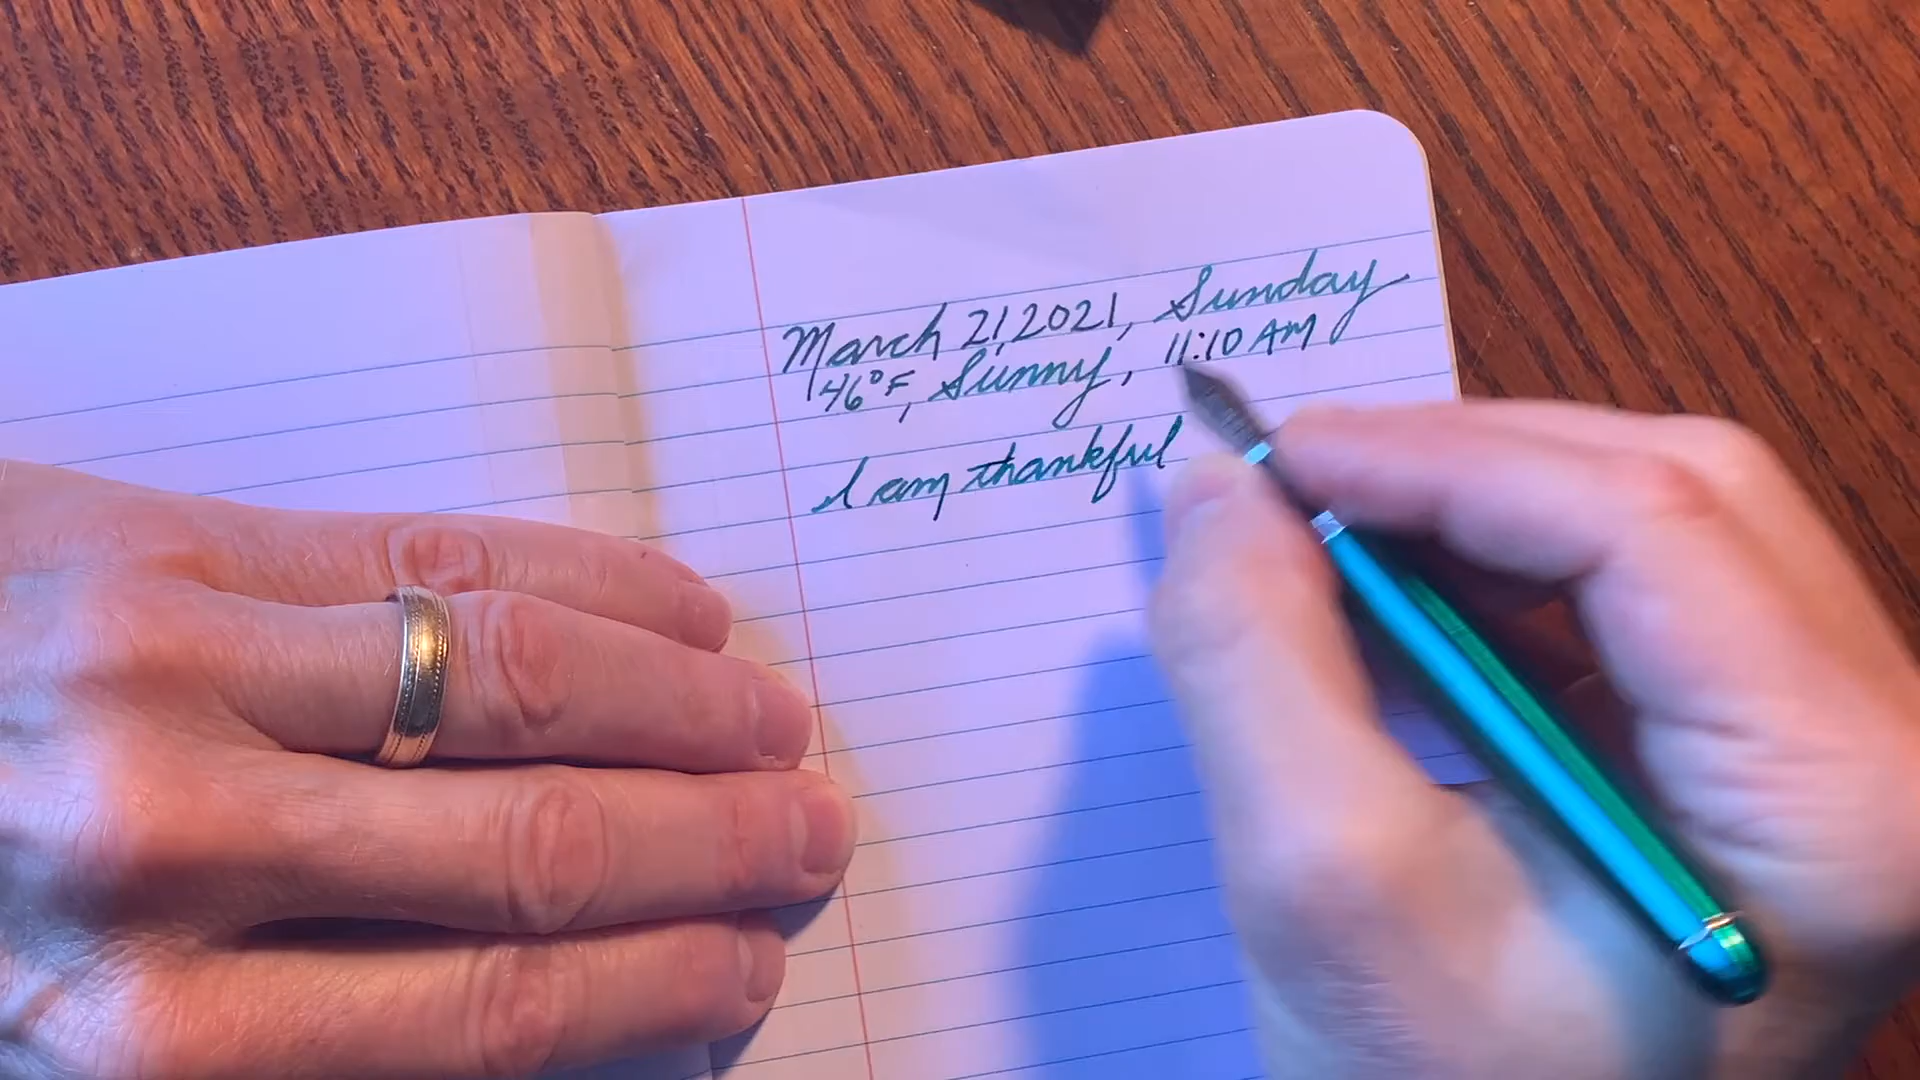 March 21, 2021, Sunday
46°F, Sunny, 11:10 AM
I am thankful